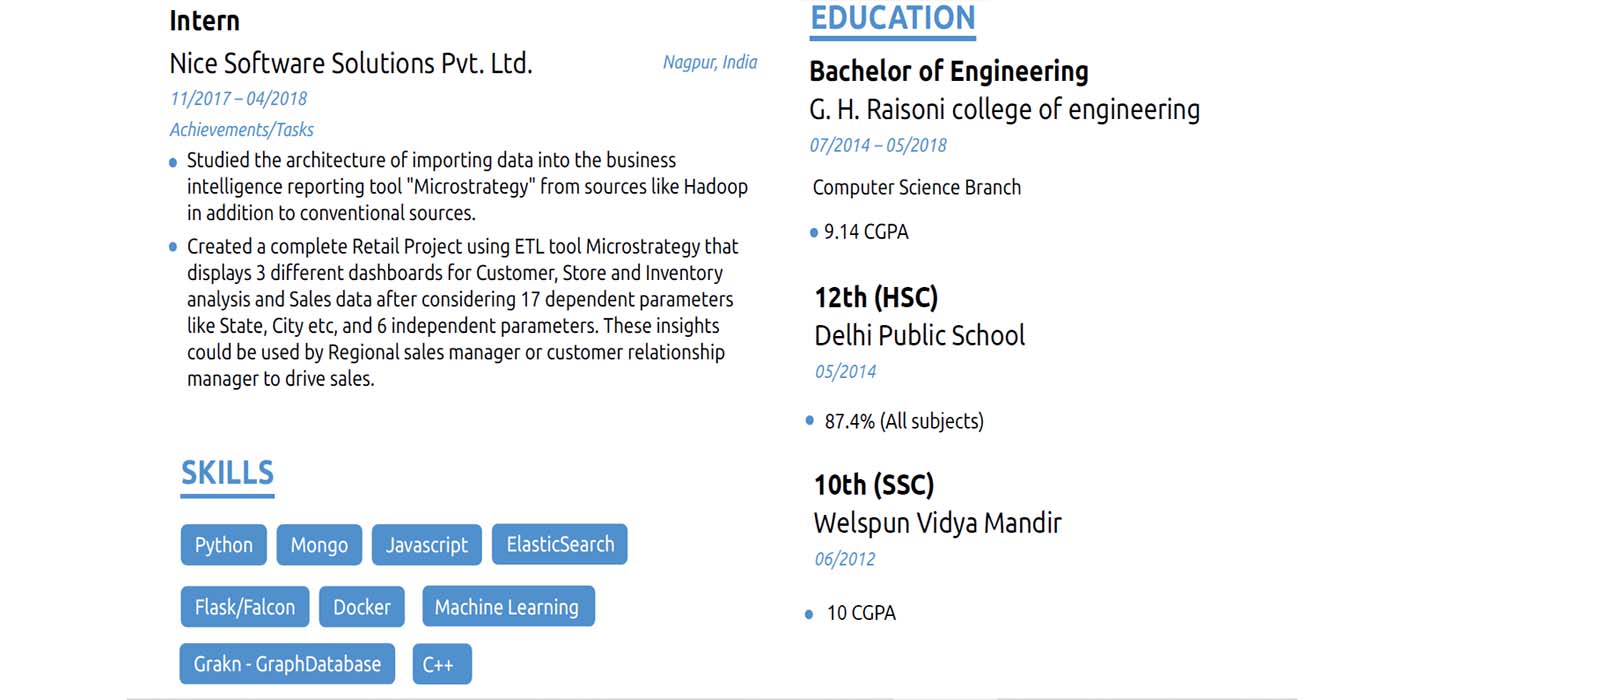 Intern
Nice Software Solutions Pvt. Ltd.
Nagpur, India
11/2017 – 04/2018
Achievements/Tasks
Studied the architecture of importing data into the business
intelligence reporting tool "Microstrategy" from sources like Hadoop
in addition to conventional sources.
Created a complete Retail Project using ETL tool Microstrategy that
displays 3 different dashboards for Customer, Store and Inventory
analysis and Sales data after considering 17 dependent parameters
like State, City etc, and 6 independent parameters. These insights
could be used by Regional sales manager or customer relationship
manager to drive sales.
SKILLS
Python Mongo Javascript ElasticSearch
Flask/Falcon Docker Machine Learning
Grakn - GraphDatabase C++
EDUCATION
Bachelor of Engineering
G. H. Raisoni college of engineering
07/2014 – 05/2018
Computer Science Branch
9.14 CGPA
12th (HSC)
Delhi Public School
05/2014
87.4% (All subjects)
10th (SSC)
Welspun Vidya Mandir
06/2012
10 CGPA